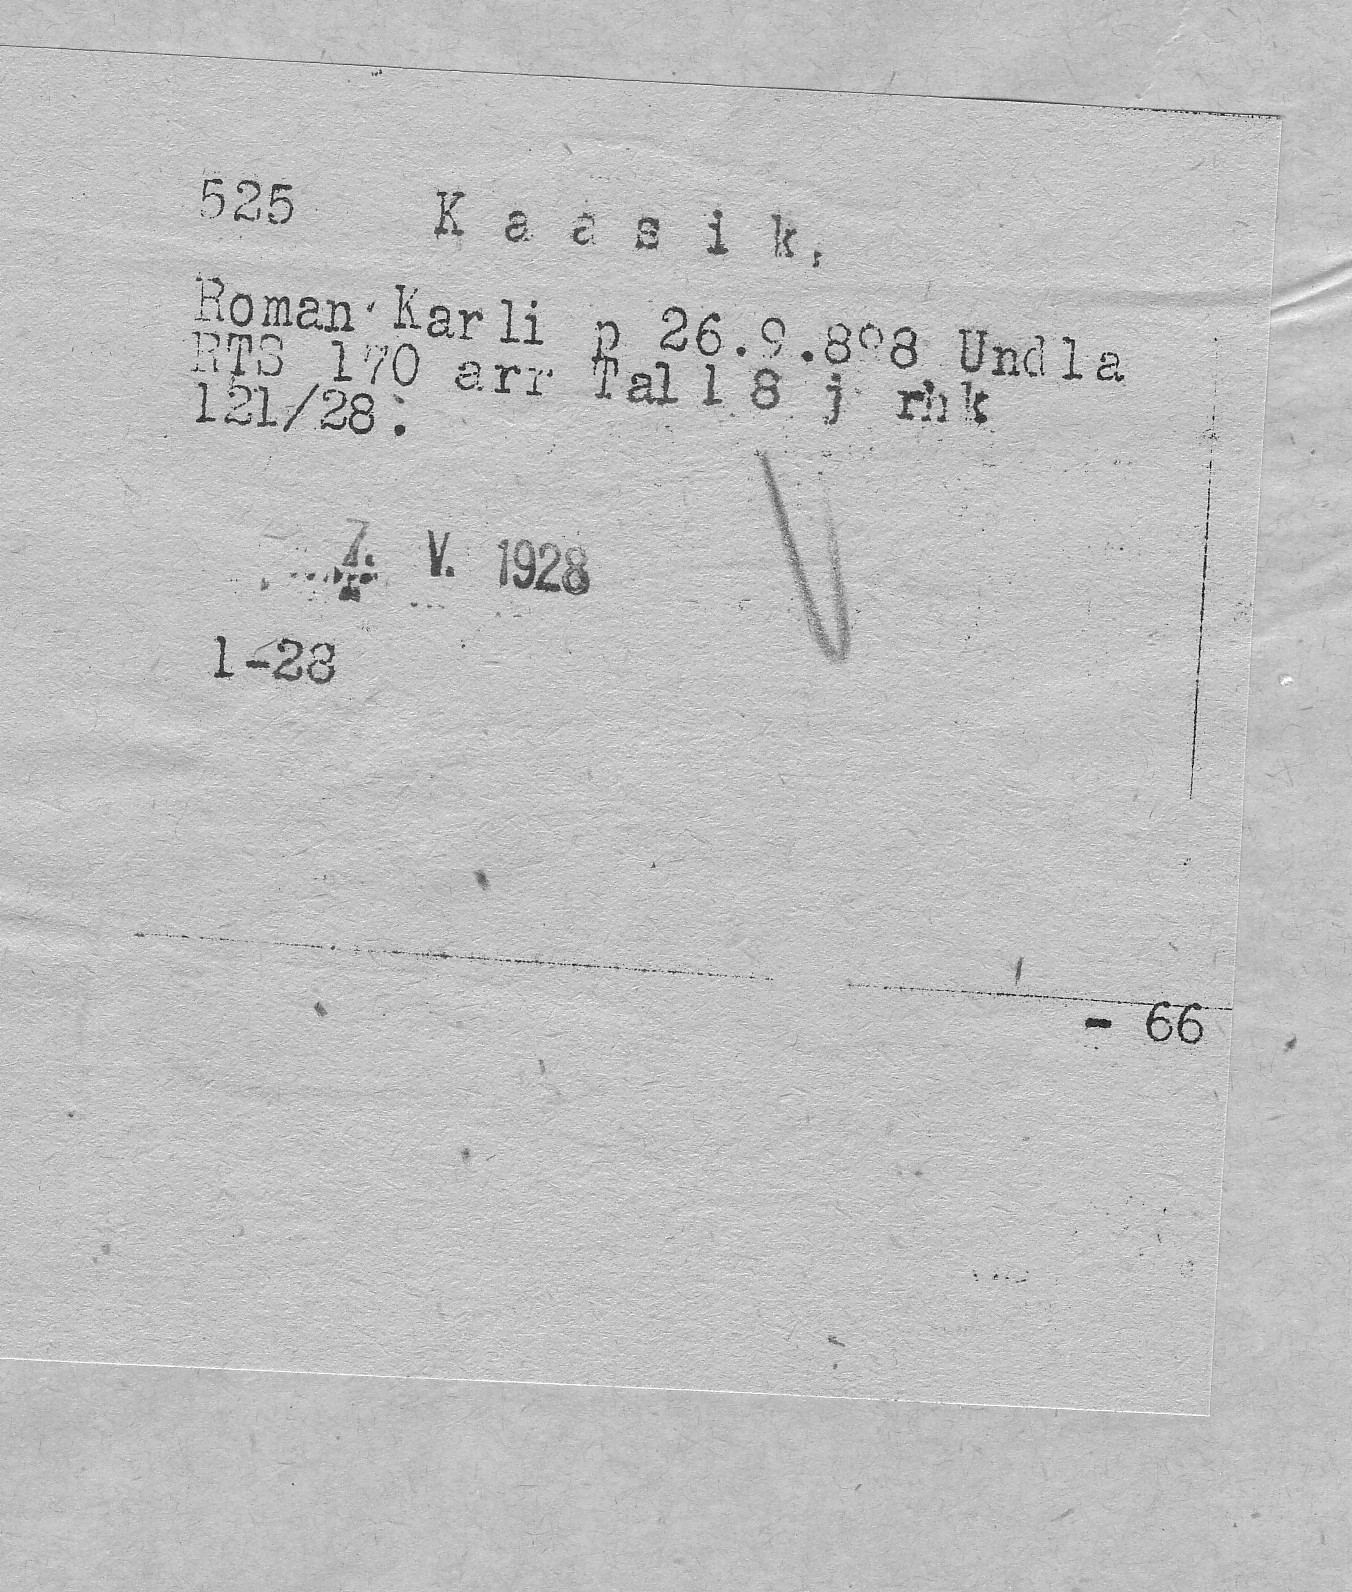 525 K a a s i k,
Roman Karli p 26.9.898 Undla
RTS 170 arr Tall 8 j rhk
121/28:
7. V. 1928
1-28
- 66